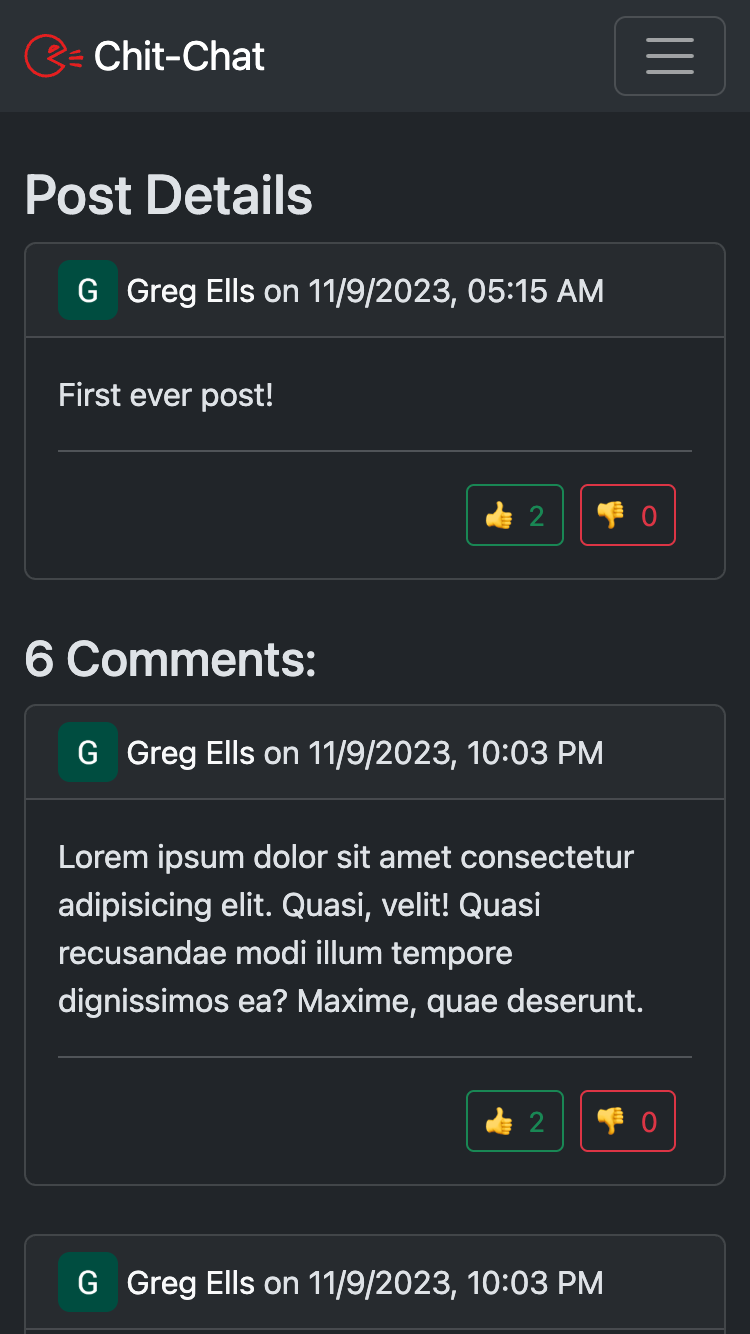 Chit-Chat
Post Details
G Greg Ells on 11/9/2023, 05:15 AM
First ever post!
👍 2 👎 0
6 Comments:
G Greg Ells on 11/9/2023, 10:03 PM
Lorem ipsum dolor sit amet consectetur
adipisicing elit. Quasi, velit! Quasi
recusandae modi illum tempore
dignissimos ea? Maxime, quae deserunt.
👍 2 👎 0
G Greg Ells on 11/9/2023, 10:03 PM